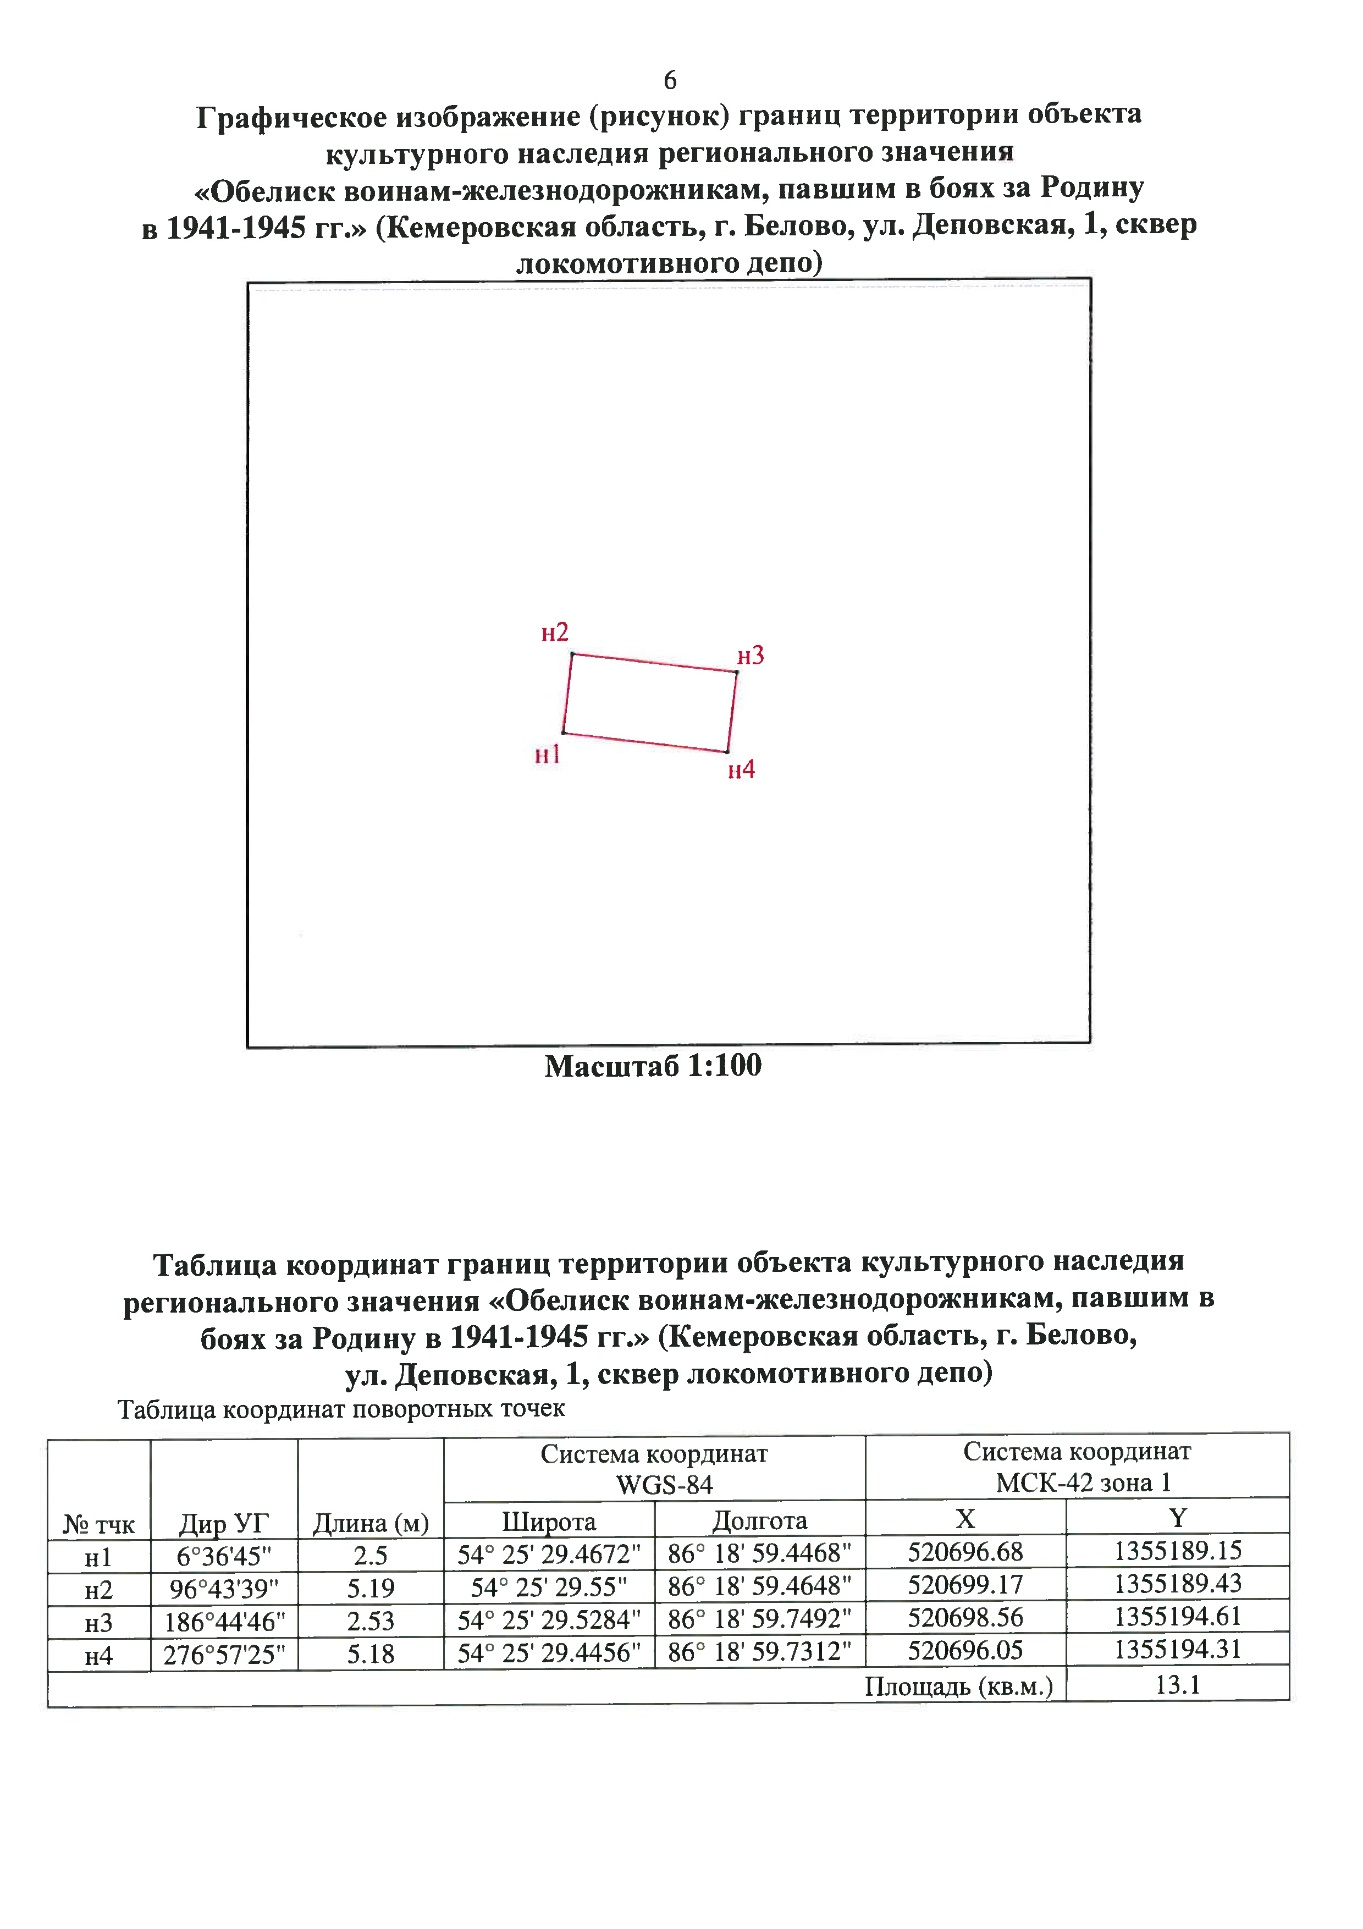 6
Графическое изображение (рисунок) границ территории объекта
культурного наследия регионального значения
«Обелиск воинам-железнодорожникам, павшим в боях за Родину
в 1941-1945 гг.» (Кемеровская область, г. Белово, ул. Деповская, 1, сквер
локомотивного депо)
н2
н3
н1
н4
Масштаб 1:100
Таблица координат границ территории объекта культурного наследия
регионального значения «Обелиск воинам-железнодорожникам, павшим в
боях за Родину в 1941-1945 гг.» (Кемеровская область, г. Белово,
ул. Деповская, 1, сквер локомотивного депо)
Таблица координат поворотных точек
№ тчк Дир УГ Длина (м) Система координат WGS-84 Система координат МСК-42 зона 1
Широта Долгота X Y
н1 6°36'45" 2.5 54° 25' 29.4672" 86° 18' 59.4468" 520696.68 1355189.15
н2 96°43'39" 5.19 54° 25' 29.55" 86° 18' 59.4648" 520699.17 1355189.43
н3 186°44'46" 2.53 54° 25' 29.5284" 86° 18' 59.7492" 520698.56 1355194.61
н4 276°57'25" 5.18 54° 25' 29.4456" 86° 18' 59.7312" 520696.05 1355194.31
Площадь (кв.м.) 13.1